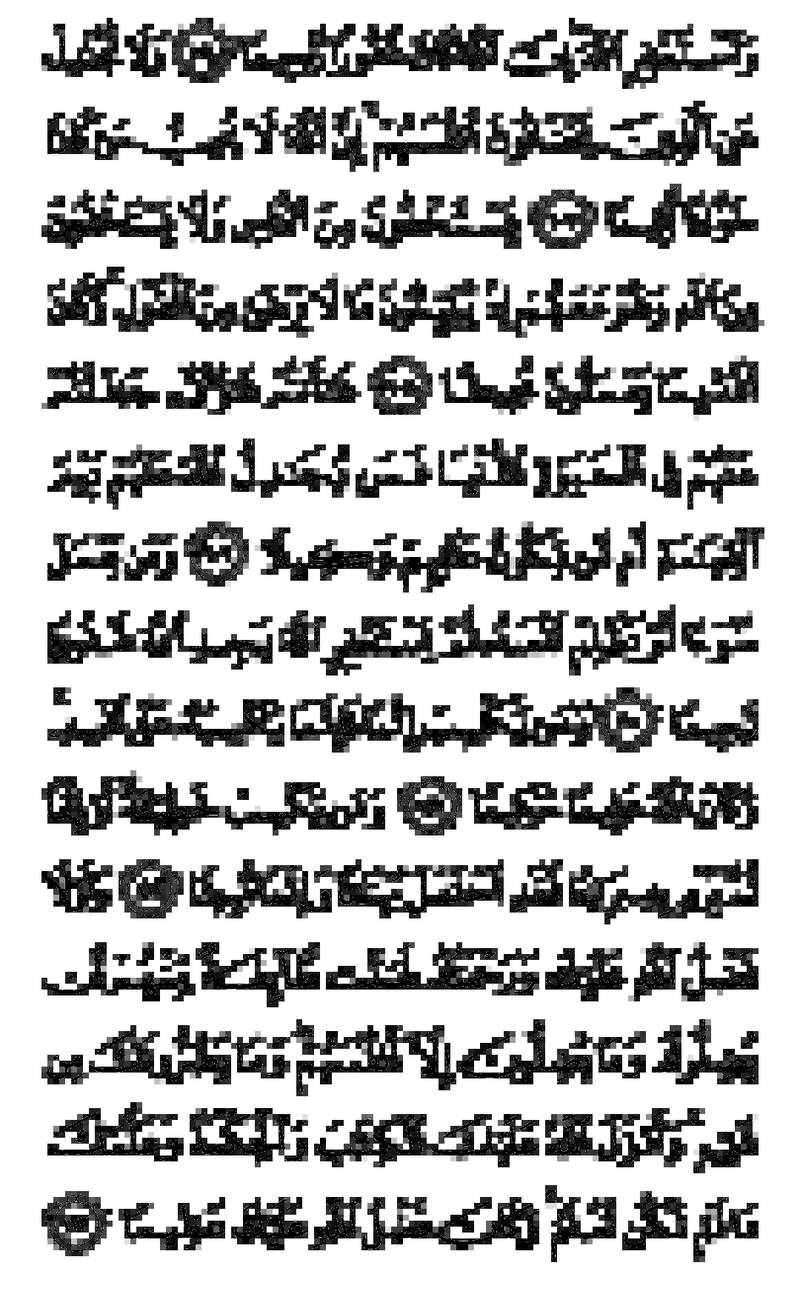 واستغفر الله إن الله كان غفورا رحيما ۝ ولا تجادل
عن الذين يختانون أنفسهم إن الله لا يحب من كان
خوانا أثيما ۝ يستخفون من الناس ولا يستخفون
من الله وهو معهم إذ يبيتون ما لا يرضى من القول وكان
الله بما يعملون محيطا ۝ هأنتم هؤلاء جادلتم
عنهم في الحيوة الدنيا فمن يجادل الله عنهم يوم
القيمة أم من يكون عليهم وكيلا ۝ ومن يعمل
سوءا أو يظلم نفسه ثم يستغفر الله يجد الله غفورا
رحيما ۝ ومن يكسب إثما فإنما يكسبه على نفسه
وكان الله عليما حكيما ۝ ومن يكسب خطيئة أو إثما
ثم يرم به بريئا فقد احتمل بهتانا وإثما مبينا ۝ ولولا
فضل الله عليك ورحمته لهمت طائفة منهم أن
يضلوك وما يضلون إلا أنفسهم وما يضرونك من
شيء وأنزل الله عليك الكتاب والحكمة وعلمك
ما لم تكن تعلم وكان فضل الله عليك عظيما ۝